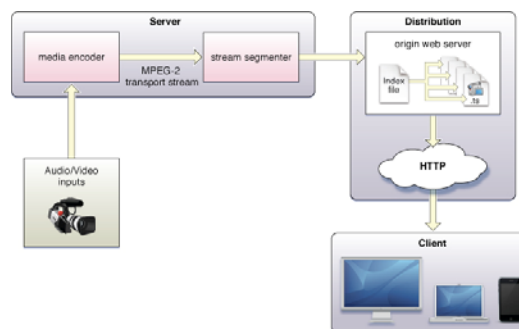 Server
media encoder
MPEG-2
transport stream
stream segmenter
Distribution
origin web server
Index
file
.ts
HTTP
Audio/Video
inputs
Client